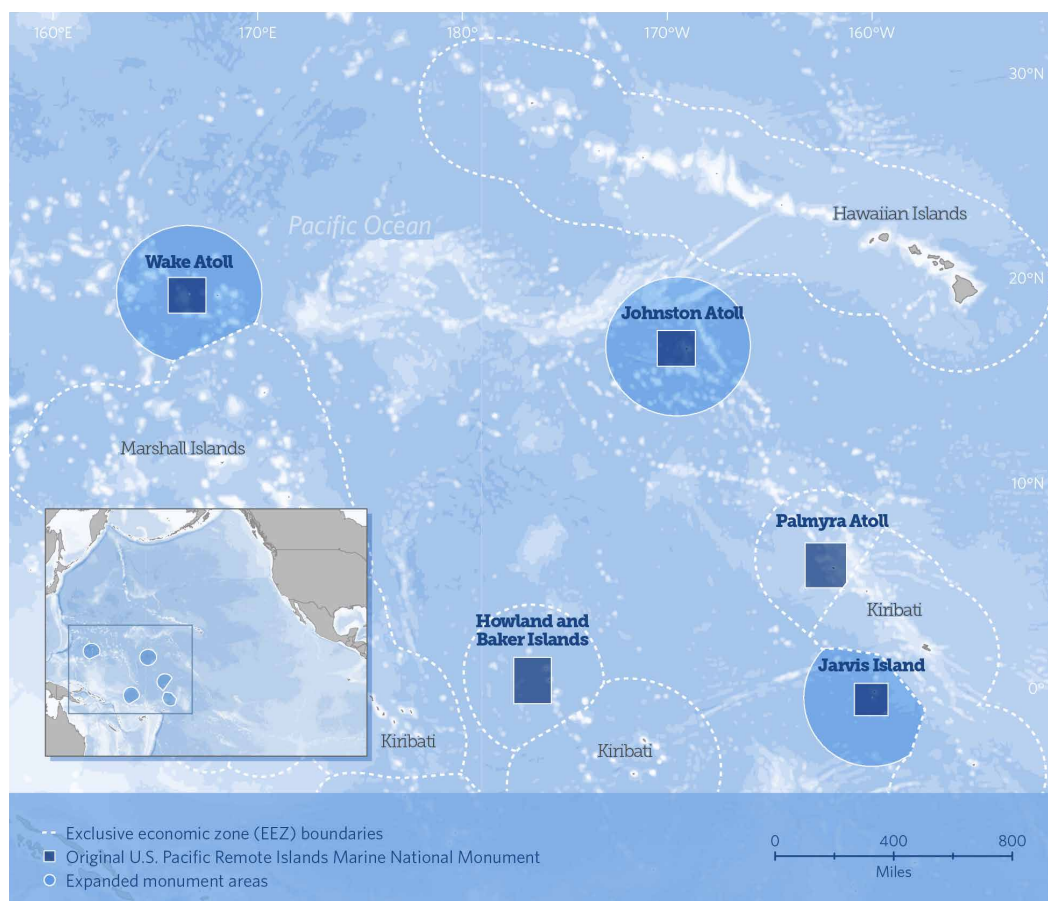 160°E
170°E
180°
170°W
160°W
30°N
Hawaiian Islands
Pacific Ocean
Wake Atoll
20°N
Johnston Atoll
Marshall Islands
10°N
Palmyra Atoll
Kiribati
Howland and
Baker Islands
Jarvis Island
0°
Kiribati
Kiribati
Exclusive economic zone (EEZ) boundaries
Original U.S. Pacific Remote Islands Marine National Monument
Expanded monument areas
0
400
800
Miles